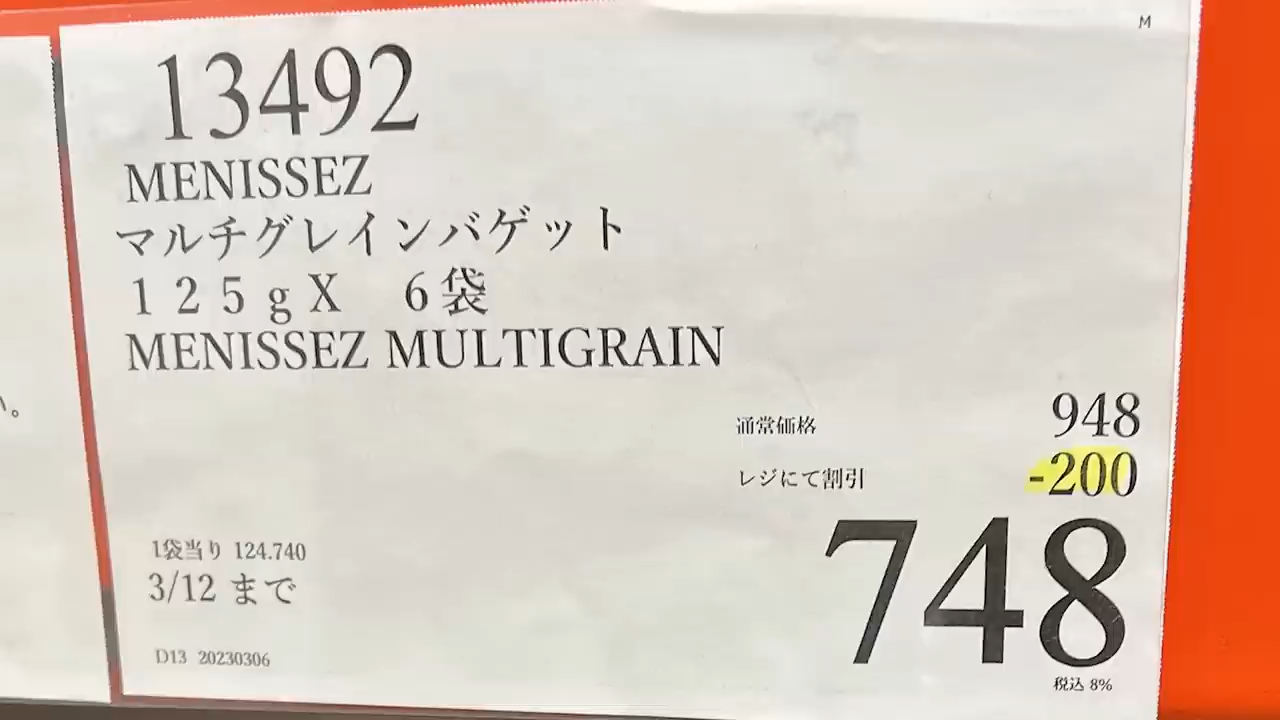 M
13492
MENISSEZ
マルチグレインバゲット
125gX 6袋
MENISSEZ MULTIGRAIN
通常価格 948
レジにて割引 -200
748
税込 8%
1袋当り 124.740
3/12 まで
D13 20230306
い。